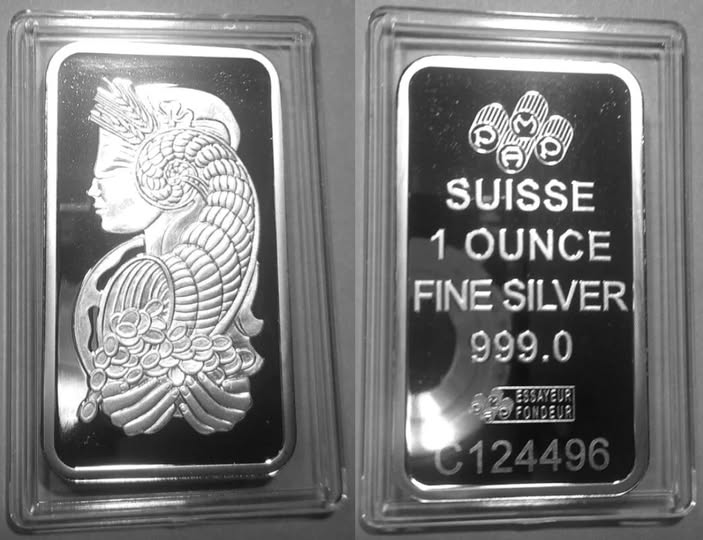 PAMP
SUISSE
1 OUNCE
FINE SILVER
999.0
ESSAYEUR
FONDEUR
C124496